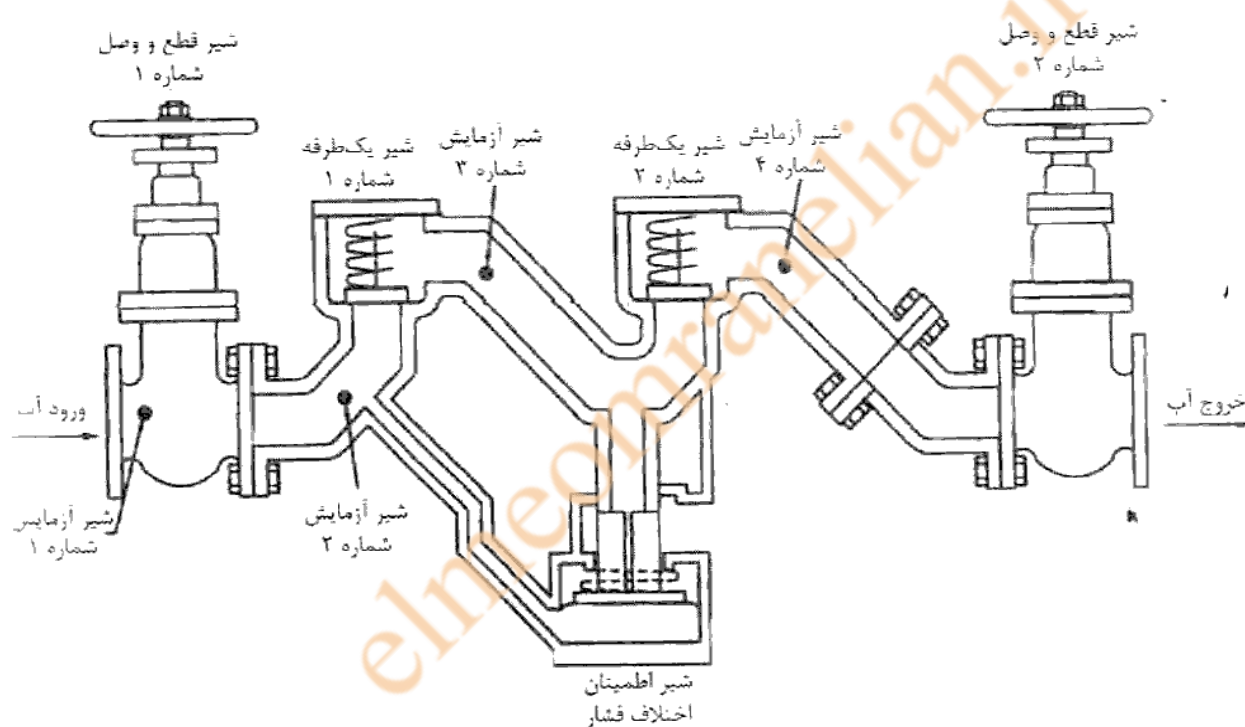 شیر قطع و وصل
شماره ۱
شیر قطع و وصل
شماره ۲
شیر یک‌طرفه
شماره ۱
شیر آزمایش
شماره ۳
شیر یک‌طرفه
شماره ۲
شیر آزمایش
شماره ۴
ورود آب
خروج آب
شیر آزمایش
شماره ۱
شیر آزمایش
شماره ۲
شیر اطمینان
اختلاف فشار
elmeomranelian.ir